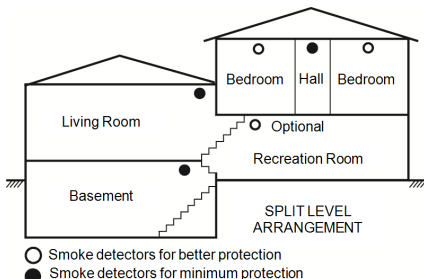 Bedroom Hall Bedroom
Living Room
Optional
Recreation Room
Basement
SPLIT LEVEL
ARRANGEMENT
Smoke detectors for better protection
Smoke detectors for minimum protection